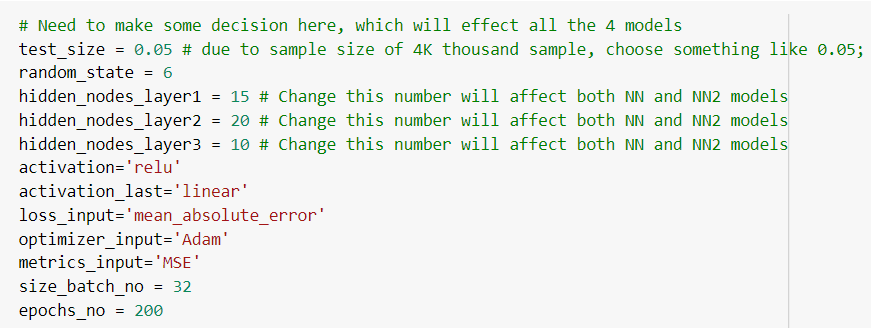 # Need to make some decision here, which will effect all the 4 models
test_size = 0.05 # due to sample size of 4K thousand sample, choose something like 0.05;
random_state = 6
hidden_nodes_layer1 = 15 # Change this number will affect both NN and NN2 models
hidden_nodes_layer2 = 20 # Change this number will affect both NN and NN2 models
hidden_nodes_layer3 = 10 # Change this number will affect both NN and NN2 models
activation='relu'
activation_last='linear'
loss_input='mean_absolute_error'
optimizer_input='Adam'
metrics_input='MSE'
size_batch_no = 32
epochs_no = 200